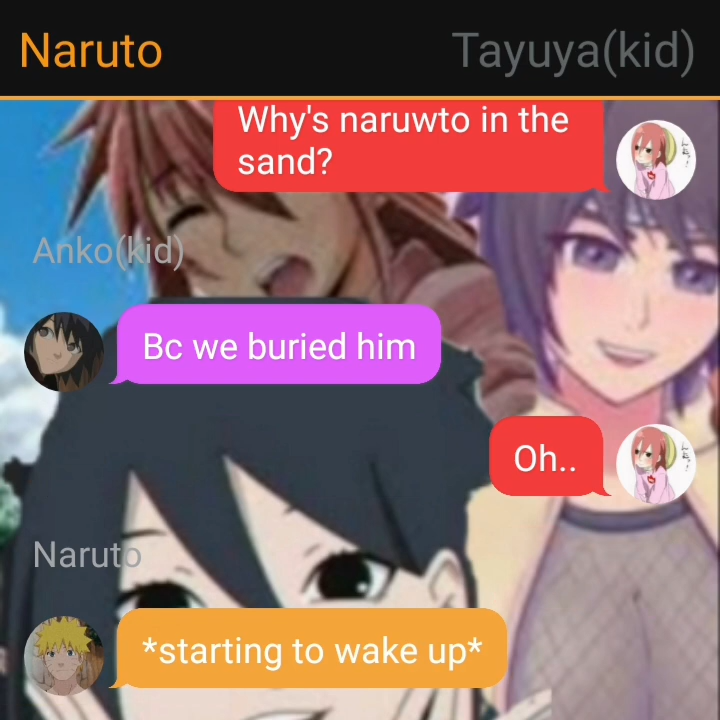 Naruto
Tayuya(kid)
Why's naruwto in the
sand?
Anko(kid)
Bc we buried him
Oh..
Naruto
*starting to wake up*